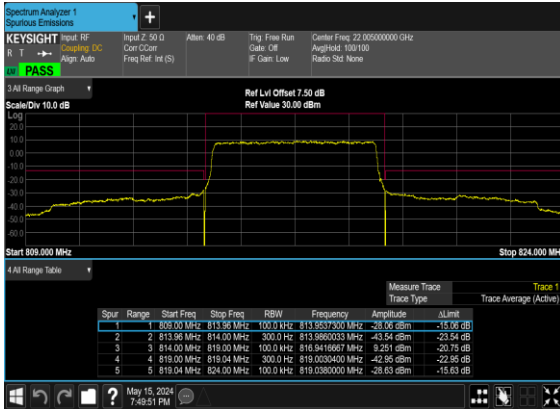 Spectrum Analyzer 1
Spurious Emissions
+
KEYSIGHT Input: RF Input Z: 50 Ω Atten: 40 dB Trig: Free Run Center Freq: 22.005000000 GHz
R T Coupling: DC Corr CCorr Gate: Off Avg|Hold: 100/100
Align: Auto Freq Ref: Int (S) IF Gain: Low Radio Std: None
PASS
3 All Range Graph
Ref Lvl Offset 7.50 dB
Scale/Div 10.0 dB Ref Value 30.00 dBm
Log
20.0
10.0
0.00
-10.0
-20.0
-30.0
-40.0
-50.0
-60.0
Start 809.000 MHz Stop 824.000 MHz
4 All Range Table
Measure Trace Trace 1
Trace Type Trace Average (Active)
Spur Range Start Freq Stop Freq RBW Frequency Amplitude ΔLimit
1 1 809.00 MHz 813.96 MHz 100.0 kHz 813.9537300 MHz -28.06 dBm -15.06 dB
2 2 813.96 MHz 814.00 MHz 300.0 Hz 813.9860033 MHz -43.54 dBm -23.54 dB
3 3 814.00 MHz 819.00 MHz 100.0 kHz 816.9416667 MHz 9.251 dBm -20.75 dB
4 4 819.00 MHz 819.04 MHz 300.0 Hz 819.0030400 MHz -42.95 dBm -22.95 dB
5 5 819.04 MHz 824.00 MHz 100.0 kHz 819.0380000 MHz -28.63 dBm -15.63 dB
?
May 15, 2024
7:49:51 PM